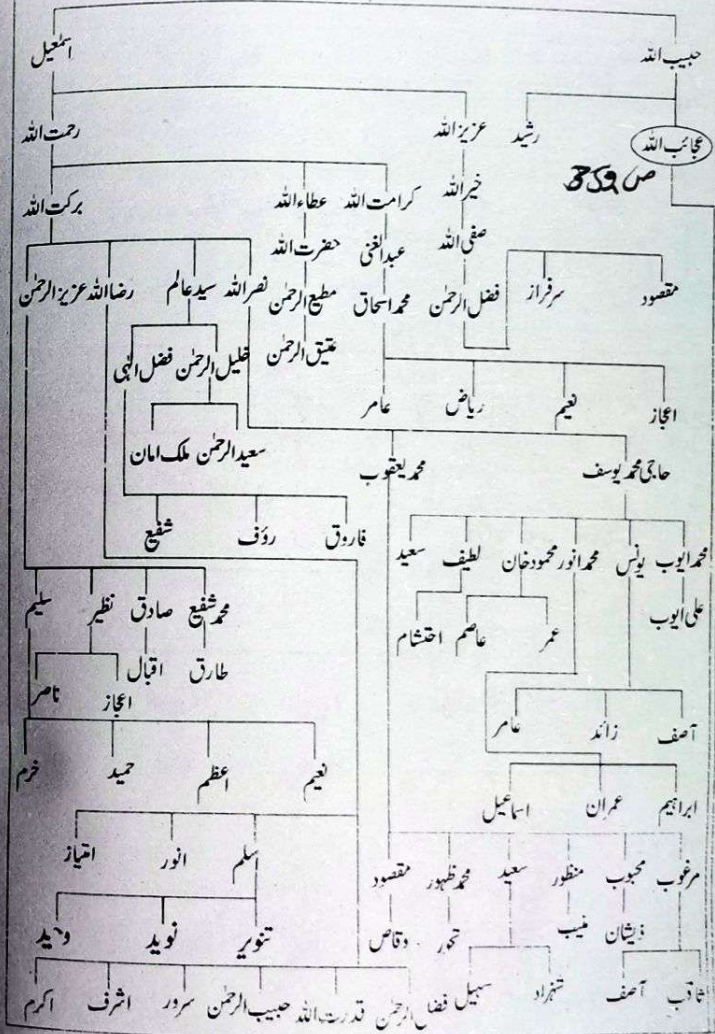 حبیب اللہ اسمٰعیل
عجائب اللہ رشید عزیز اللہ رحمت اللہ
ص
خیر اللہ کرامت اللہ عطاء اللہ برکت اللہ
صفی اللہ عبدالغنی حضرت اللہ
مقصود سرفراز فضل الرحمٰن محمد اسحاق مطیع الرحمٰن نصر اللہ سید عالم رضا اللہ عزیز الرحمٰن
عتیق الرحمٰن خلیل الرحمٰن فضل الٰہی
اعجاز نعیم ریاض عامر
سعید الرحمٰن ملک امان
حاجی محمد یوسف محمد یعقوب
فاروق رؤف شفیع
محمد ایوب یونس محمد انور محمود خان لطیف سعید
علی ایوب عمر عاصم احتشام
محمد شفیع صادق نظیر سلیم
طارق اقبال اعجاز ناصر
آصف زائد عامر
نعیم اعظم حمید خرم
ابراہیم عمران اسماعیل
اسلم انور امتیاز
مرغوب محبوب منظور سعید محمد ظہور مقصود
ذیشان منیب وقاص
تنویر نوید وحید
ثاقب آصف شہزاد سہیل
فضل الرحمٰن قدرت اللہ حبیب الرحمٰن سرور اشرف اکرم